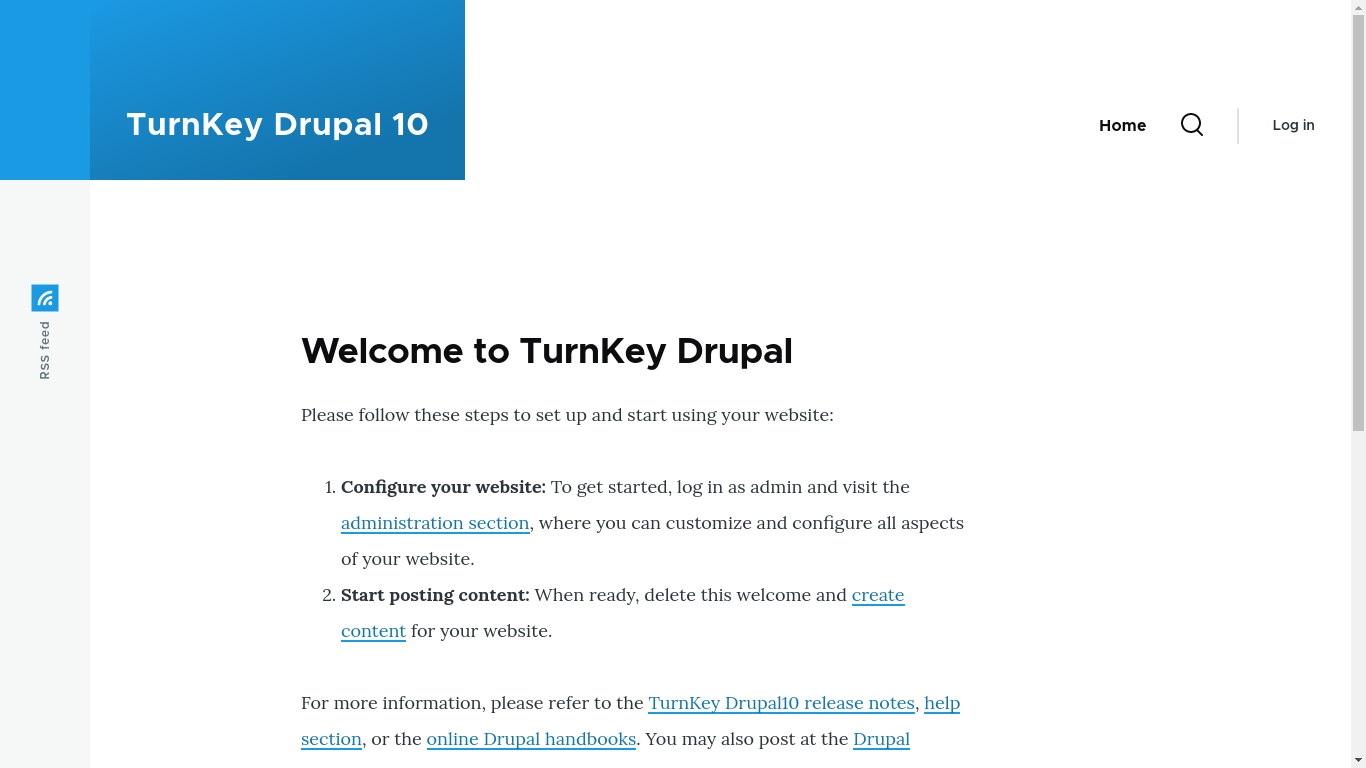 TurnKey Drupal 10
Home
Log in
RSS feed
Welcome to TurnKey Drupal
Please follow these steps to set up and start using your website:
1. Configure your website: To get started, log in as admin and visit the
administration section, where you can customize and configure all aspects
of your website.
2. Start posting content: When ready, delete this welcome and create
content for your website.
For more information, please refer to the TurnKey Drupal10 release notes, help
section, or the online Drupal handbooks. You may also post at the Drupal